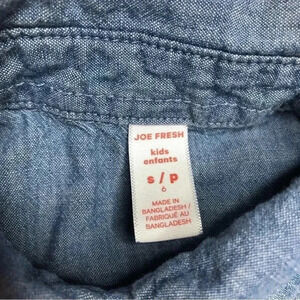 JOE FRESH
kids
enfants
s / p
6
MADE IN
BANGLADESH /
FABRIQUÉ AU
BANGLADESH